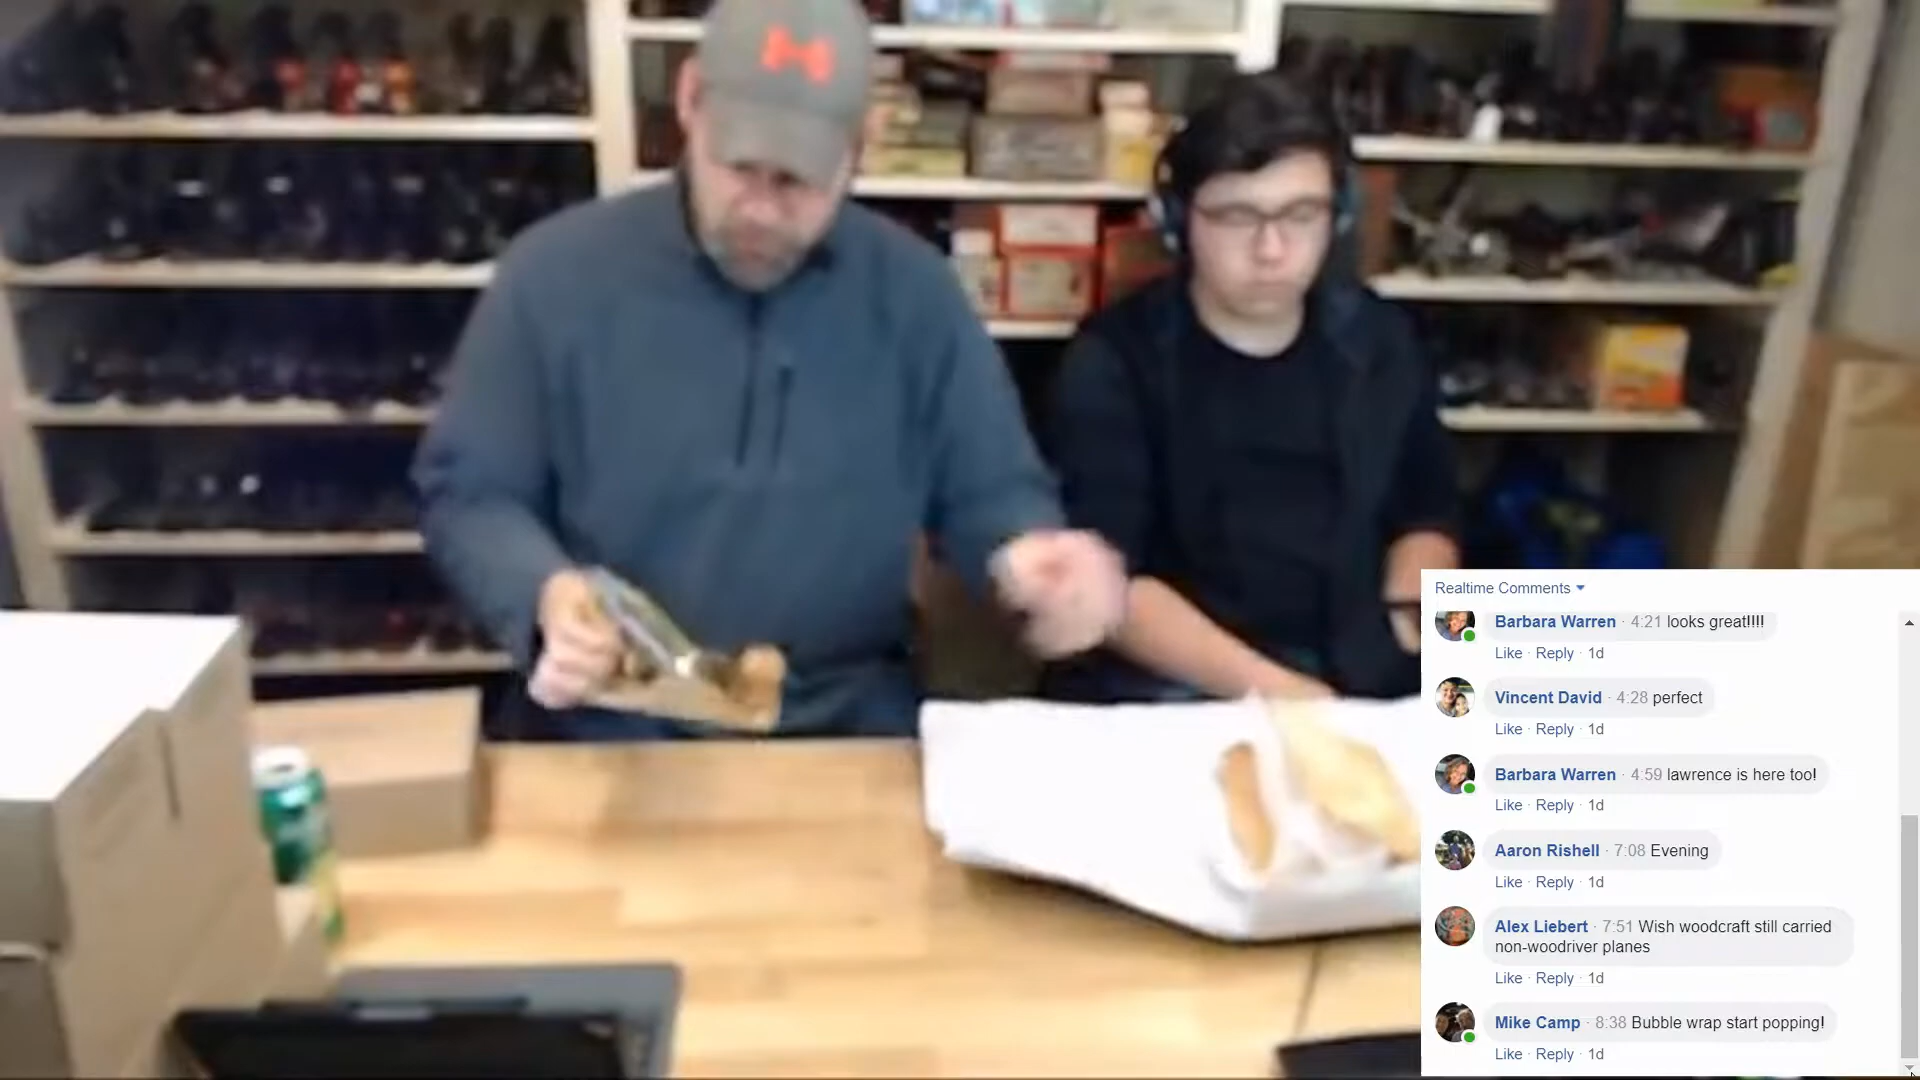 Realtime Comments
Barbara Warren · 4:21 looks great!!!!
Like · Reply · 1d
Vincent David · 4:28 perfect
Like · Reply · 1d
Barbara Warren · 4:59 lawrence is here too!
Like · Reply · 1d
Aaron Rishell · 7:08 Evening
Like · Reply · 1d
Alex Liebert · 7:51 Wish woodcraft still carried
non-woodriver planes
Like · Reply · 1d
Mike Camp · 8:38 Bubble wrap start popping!
Like · Reply · 1d